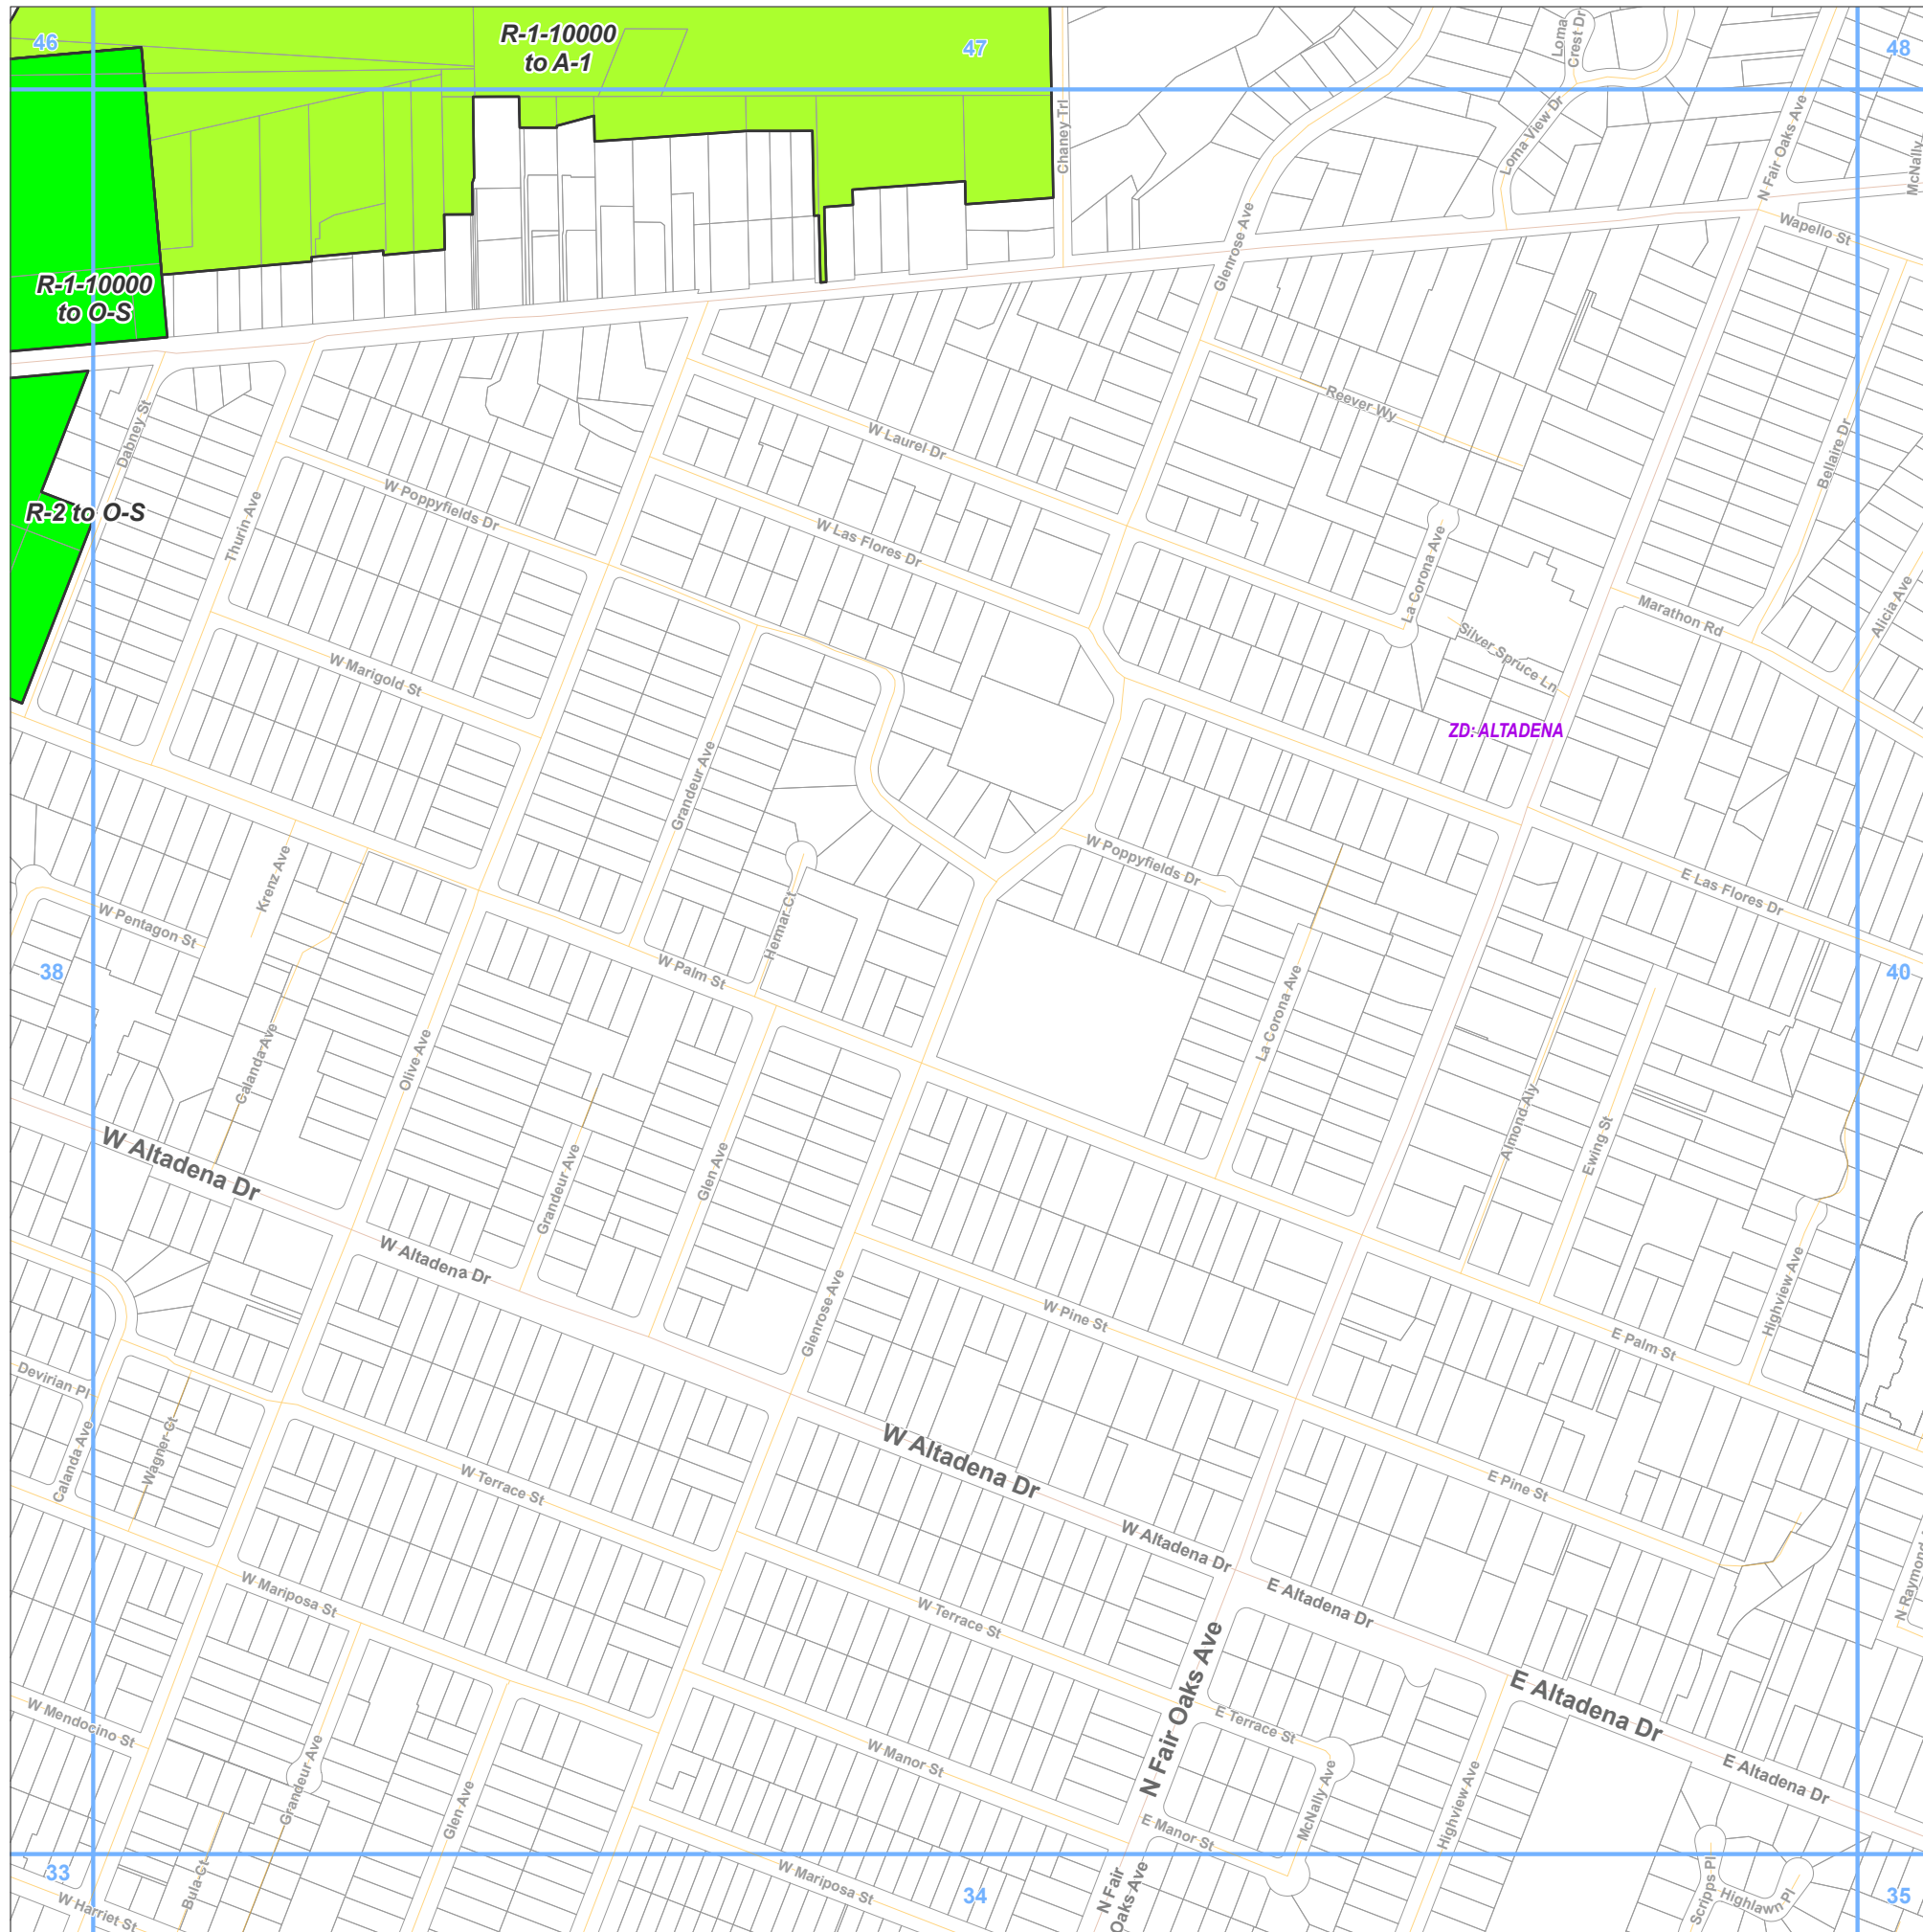 46
R-1-10000
to A-1
47
Loma
Crest Dr
48
Chaney Trl
Loma View Dr
N Fair Oaks Ave
McNally
Wapello St
Glenrose Ave
R-1-10000
to O-S
Dabney St
Reever Wy
W Laurel Dr
Bellaire Dr
W Poppyfields Dr
R-2 to O-S
Thurin Ave
W Las Flores Dr
La Corona Ave
Marathon Rd
Alicia Ave
Silver Spruce Ln
W Marigold St
ZD: ALTADENA
Grandeur Ave
W Poppyfields Dr
Krenz Ave
E Las Flores Dr
W Pentagon St
Hermar Ct
38
W Palm St
40
La Corona Ave
Olive Ave
Calanda Ave
Almond Aly
Ewing St
W Altadena Dr
Grandeur Ave
Glen Ave
W Altadena Dr
Highview Ave
Glenrose Ave
W Pine St
E Palm St
Devirian Pl
Calanda Ave
Wagner Ct
W Altadena Dr
W Terrace St
E Pine St
W Altadena Dr
N Raymond
W Mariposa St
E Altadena Dr
W Terrace St
N Fair Oaks Ave
E Altadena Dr
W Mendocino St
E Terrace St
Grandeur Ave
W Manor St
E Altadena Dr
Glen Ave
McNally Ave
Highview Ave
E Manor St
33
Bula Ct
W Mariposa St
34
N Fair
Oaks Ave
Scripps Pl
Highlawn Pl
35
W Harriet St